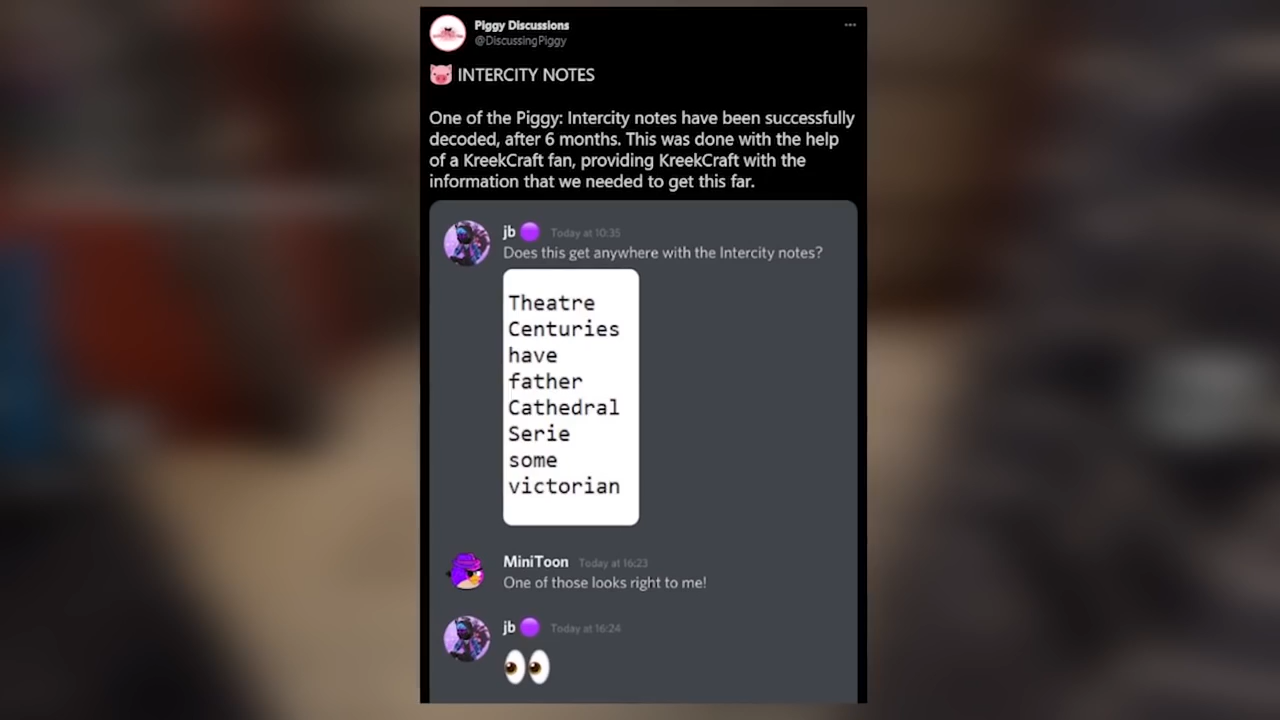 Piggy Discussions
@DiscussingPiggy
🐷 INTERCITY NOTES
One of the Piggy: Intercity notes have been successfully
decoded, after 6 months. This was done with the help
of a KreekCraft fan, providing KreekCraft with the
information that we needed to get this far.
jb Today at 10:35
Does this get anywhere with the Intercity notes?
Theatre
Centuries
have
father
Cathedral
Serie
some
victorian
MiniToon Today at 16:23
One of those looks right to me!
jb Today at 16:24
👀